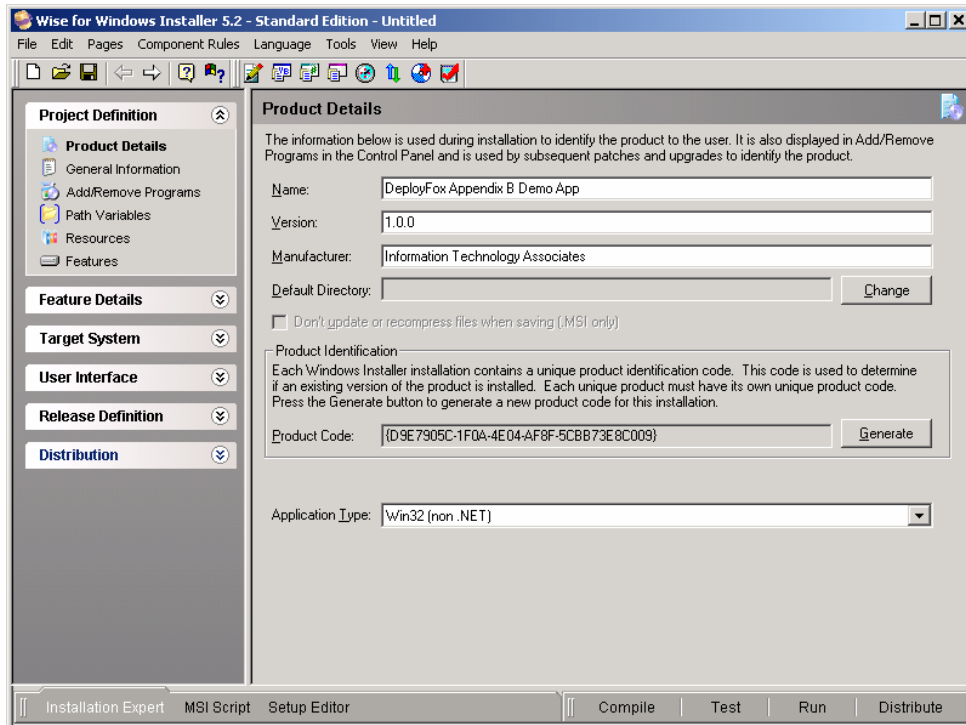 Wise for Windows Installer 5.2 - Standard Edition - Untitled
File Edit Pages Component Rules Language Tools View Help
Project Definition
Product Details
General Information
Add/Remove Programs
Path Variables
Resources
Features
Feature Details
Target System
User Interface
Release Definition
Distribution
Product Details
The information below is used during installation to identify the product to the user. It is also displayed in Add/Remove
Programs in the Control Panel and is used by subsequent patches and upgrades to identify the product.
Name: DeployFox Appendix B Demo App
Version: 1.0.0
Manufacturer: Information Technology Associates
Default Directory: Change
Don't update or recompress files when saving (.MSI only)
Product Identification
Each Windows Installer installation contains a unique product identification code. This code is used to determine
if an existing version of the product is installed. Each unique product must have its own unique product code.
Press the Generate button to generate a new product code for this installation.
Product Code: {D9E7905C-1F0A-4E04-AF8F-5CBB73E8C009} Generate
Application Type: Win32 (non .NET)
Installation Expert MSI Script Setup Editor Compile Test Run Distribute